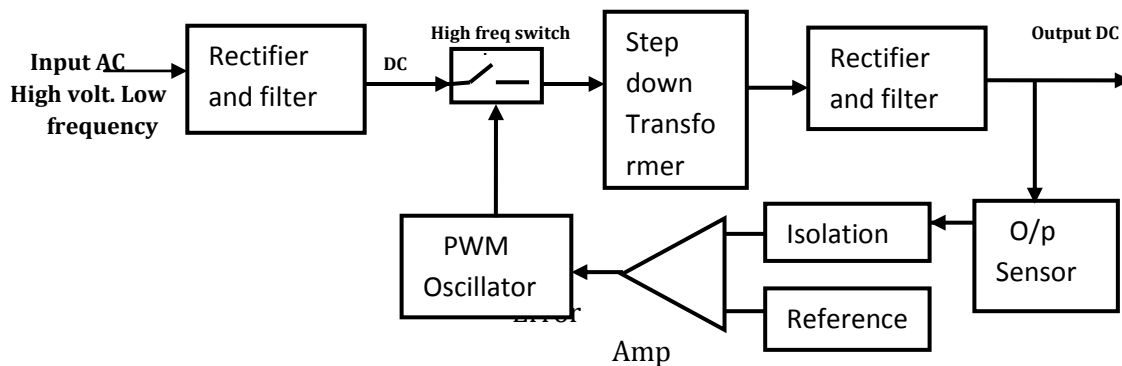 Input AC
High volt. Low
frequency
Rectifier
and filter
DC
High freq switch
Step
down
Transfo
rmer
Rectifier
and filter
Output DC
PWM
Oscillator
Error
Amp
Isolation
Reference
O/p
Sensor